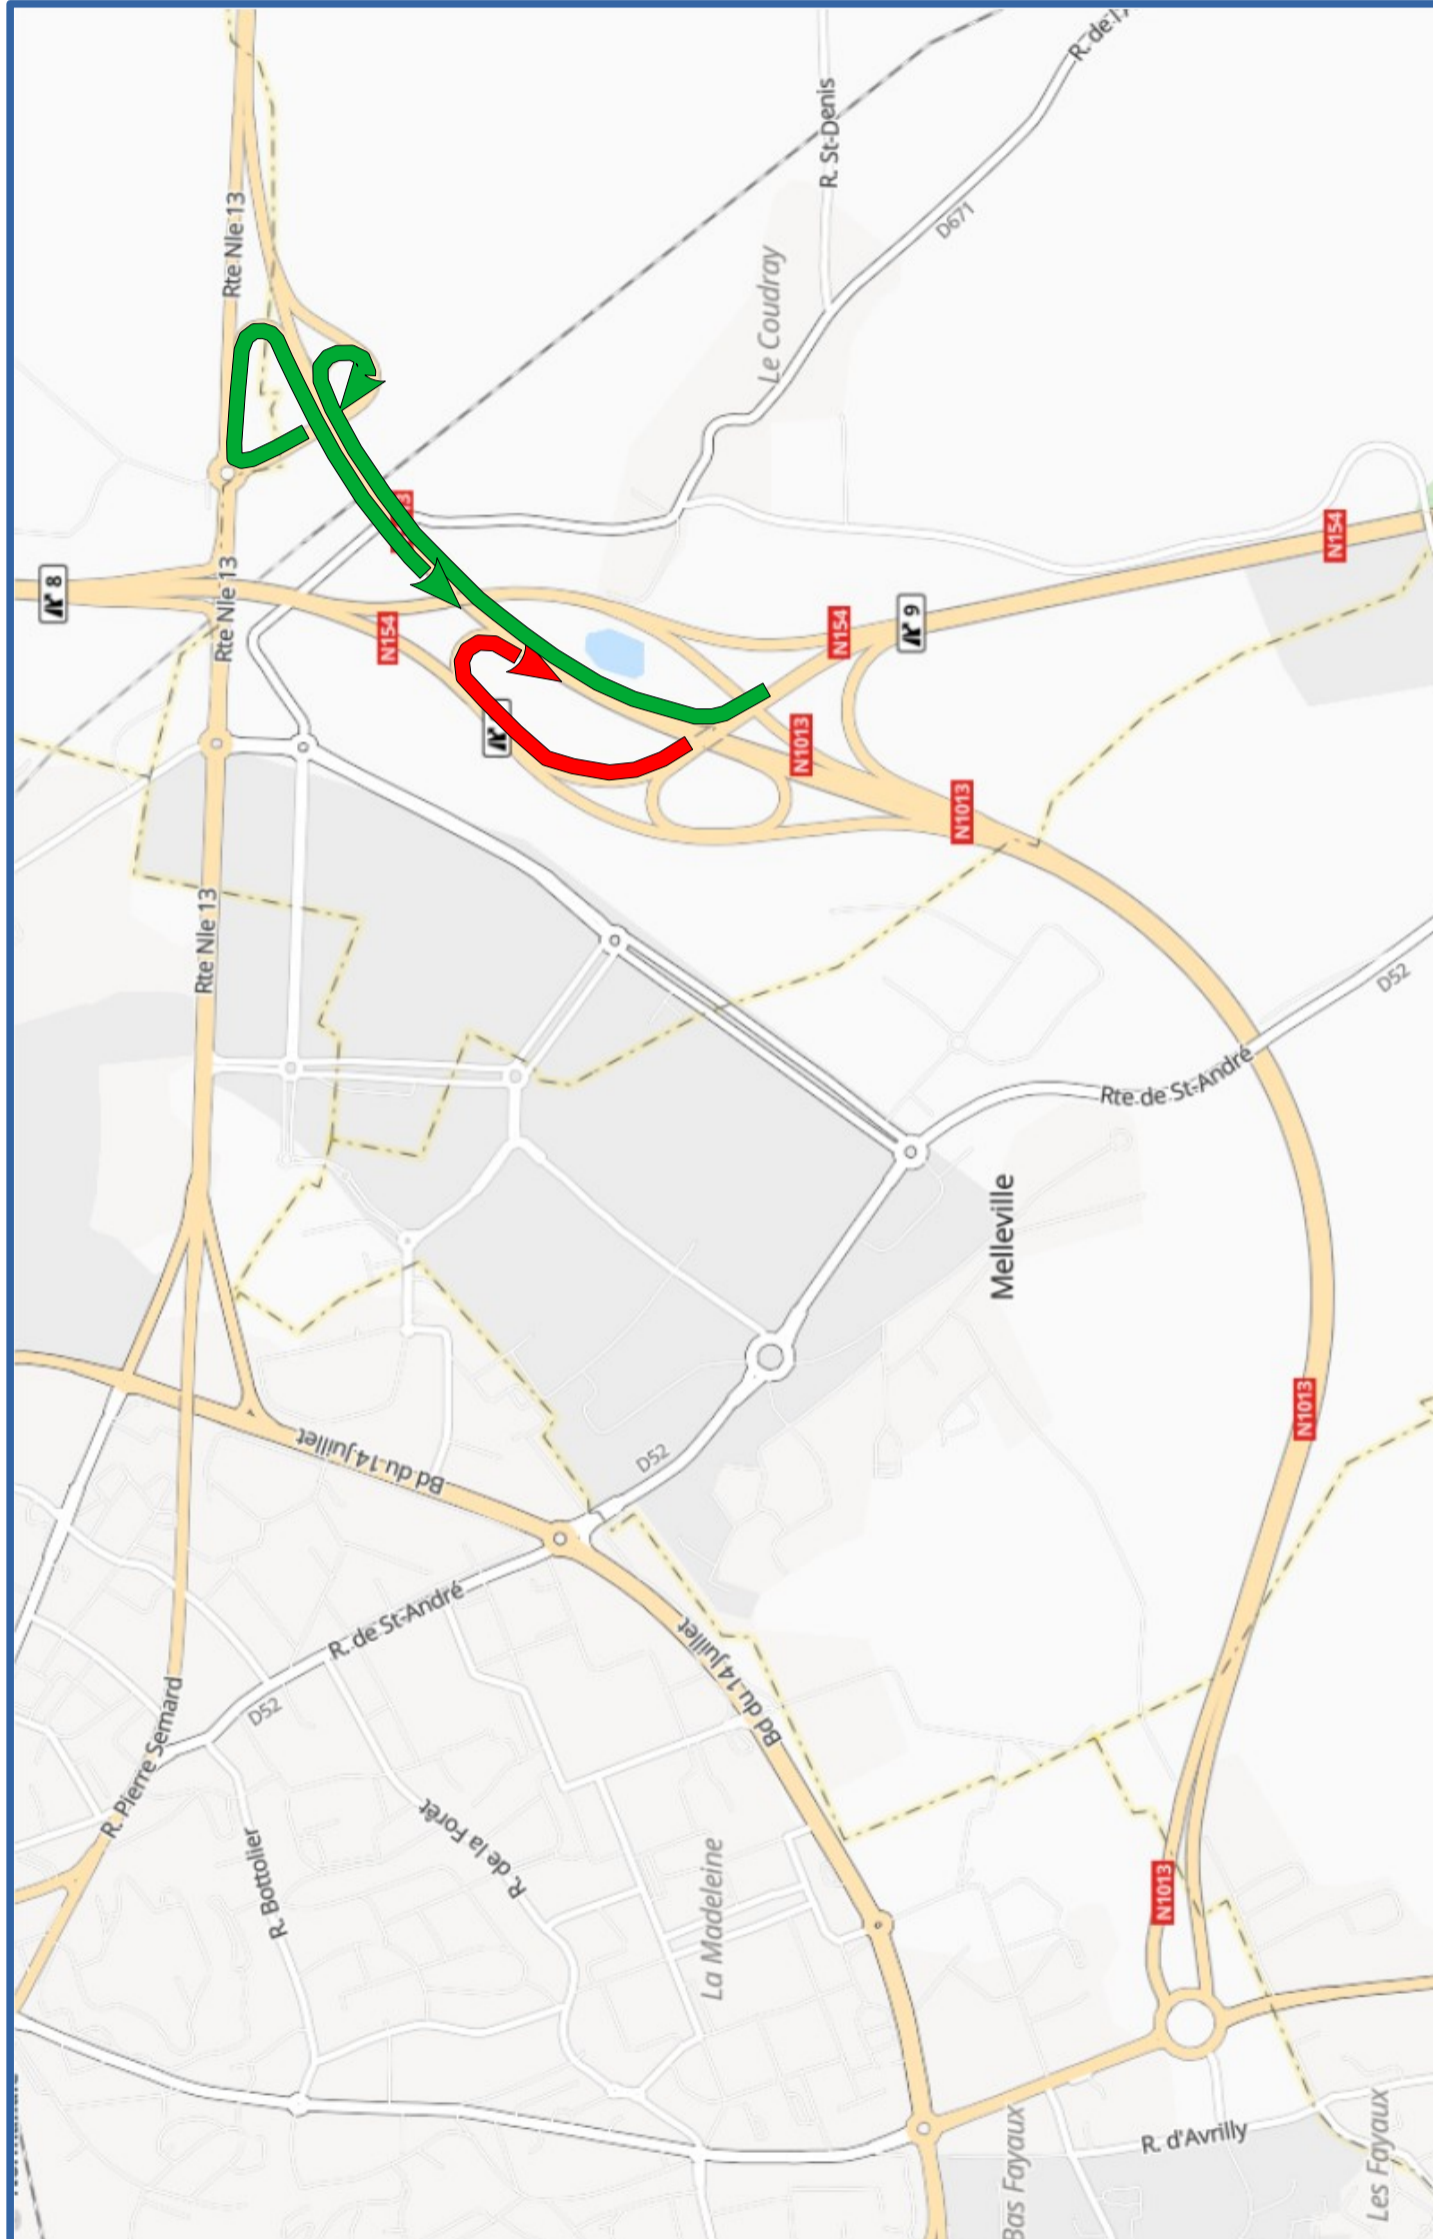 R. de l'A
R. St-Denis
Rte Nle 13
D671
Le Coudray
N154
8
Rte Nle 13
N154
N154
9
N1013
N1013
Rte Nle 13
D52
Rte de St-André
Melleville
N1013
Bd du 14 juillet
D52
R. de St-André
Bd du 14 juillet
D52
R. Pierre Semard
R. de la Forêt
R. Bottolier
La Madeleine
N1013
R. d'Avrilly
Bas Fayaux
Les Fayaux